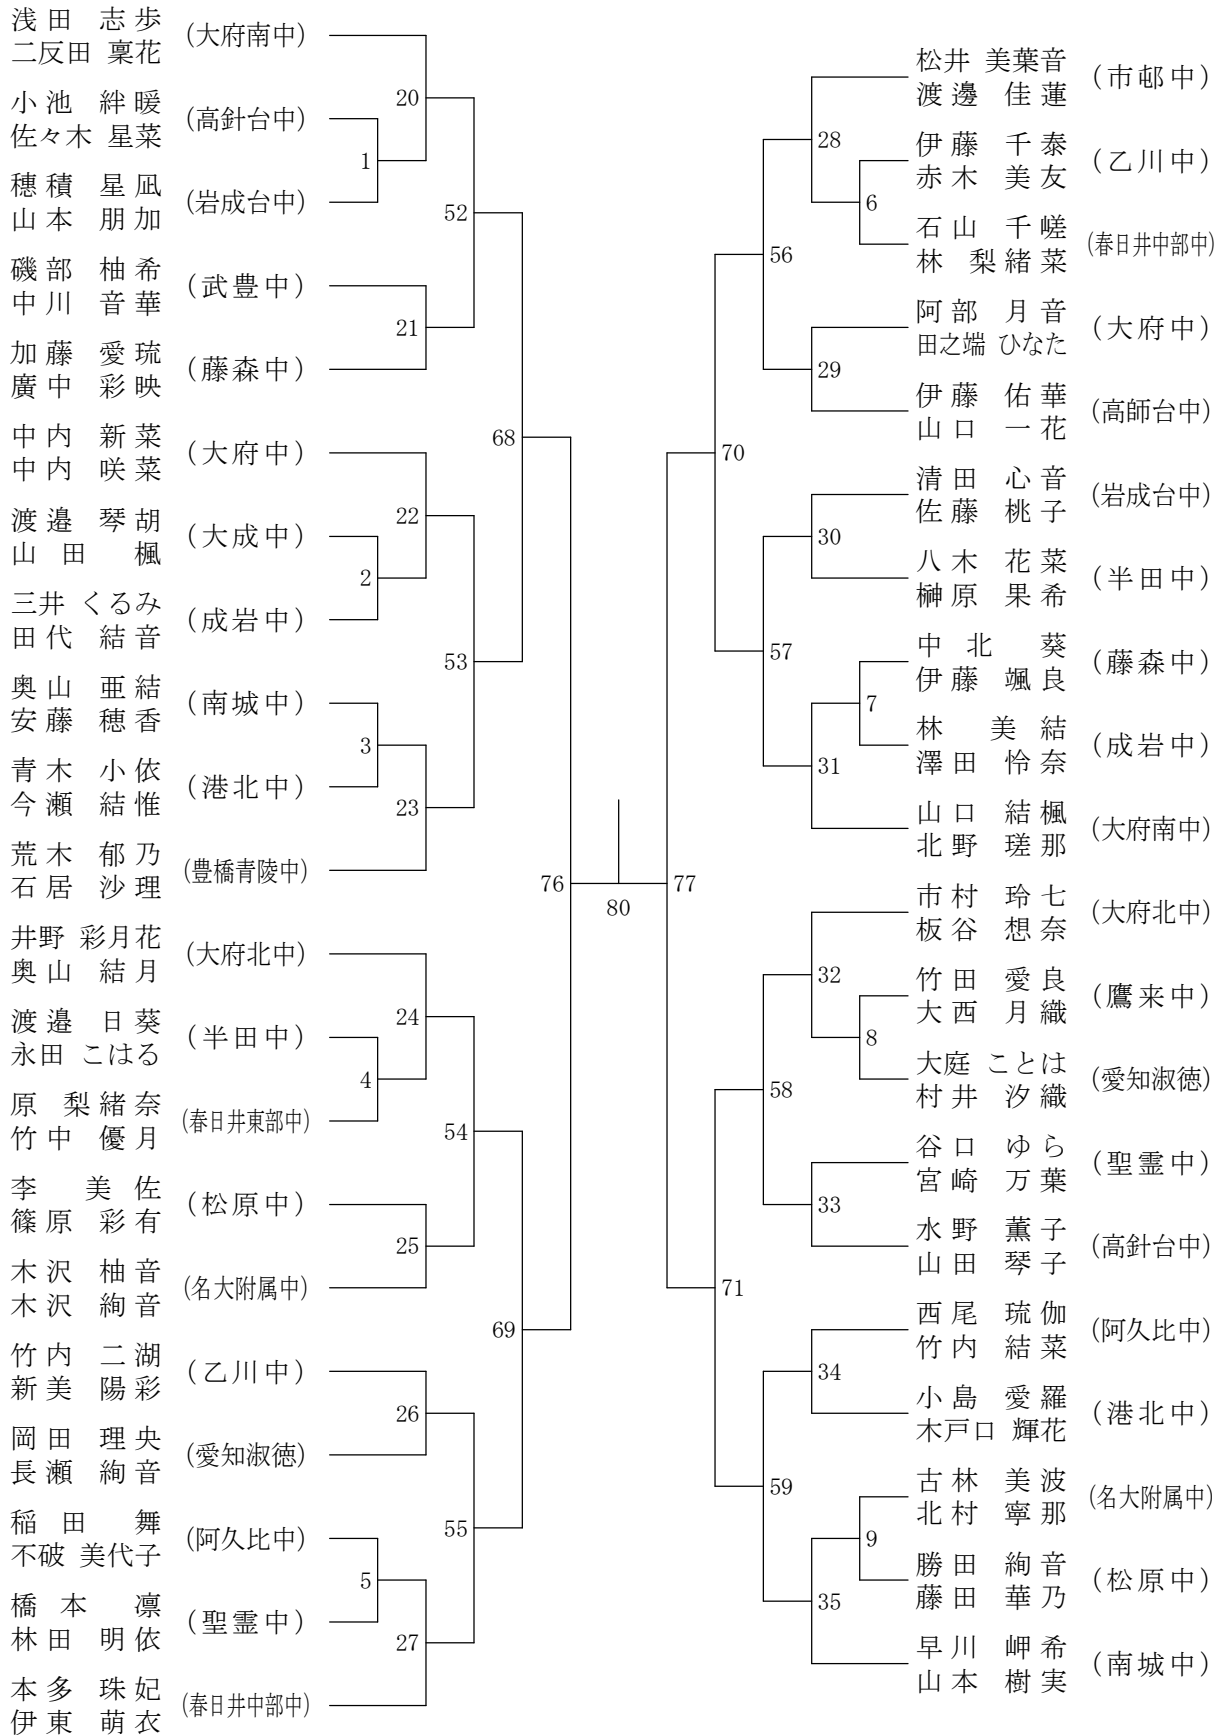 浅田 志歩
二反田 稟花
(大府南中)
小池 絆暖
佐々木 星菜
(高針台中)
穂積 星凪
山本 朋加
(岩成台中)
磯部 柚希
中川 音華
(武豊中)
加藤 愛琉
廣中 彩映
(藤森中)
中内 新菜
中内 咲菜
(大府中)
渡邉 琴胡
山田 楓
(大成中)
三井 くるみ
田代 結音
(成岩中)
奥山 亜結
安藤 穂香
(南城中)
青木 小依
今瀬 結惟
(港北中)
荒木 郁乃
石居 沙理
(豊橋青陵中)
井野 彩月花
奥山 結月
(大府北中)
渡邉 日葵
永田 こはる
(半田中)
原 梨緒奈
竹中 優月
(春日井東部中)
李 美佐
篠原 彩有
(松原中)
木沢 柚音
木沢 絢音
(名大附属中)
竹内 二湖
新美 陽彩
(乙川中)
岡田 理央
長瀬 絢音
(愛知淑徳)
稲田 舞
不破 美代子
(阿久比中)
橋本 凛
林田 明依
(聖霊中)
本多 珠妃
伊東 萌衣
(春日井中部中)
1
2
3
4
5
20
21
22
23
24
25
26
27
52
53
54
55
68
69
76
80
77
70
71
56
57
58
59
28
29
30
31
32
33
34
35
6
7
8
9
松井 美葉音
渡邊 佳蓮
(市邨中)
伊藤 千泰
赤木 美友
(乙川中)
石山 千嵯
林 梨緒菜
(春日井中部中)
阿部 月音
田之端 ひなた
(大府中)
伊藤 佑華
山口 一花
(高師台中)
清田 心音
佐藤 桃子
(岩成台中)
八木 花菜
榊原 果希
(半田中)
中北 葵
伊藤 颯良
(藤森中)
林 美結
澤田 怜奈
(成岩中)
山口 結楓
北野 瑳那
(大府南中)
市村 玲七
板谷 想奈
(大府北中)
竹田 愛良
大西 月織
(鷹来中)
大庭 ことは
村井 汐織
(愛知淑徳)
谷口 ゆら
宮崎 万葉
(聖霊中)
水野 薫子
山田 琴子
(高針台中)
西尾 琉伽
竹内 結菜
(阿久比中)
小島 愛羅
木戸口 輝花
(港北中)
古林 美波
北村 寧那
(名大附属中)
勝田 絢音
藤田 華乃
(松原中)
早川 岬希
山本 樹実
(南城中)